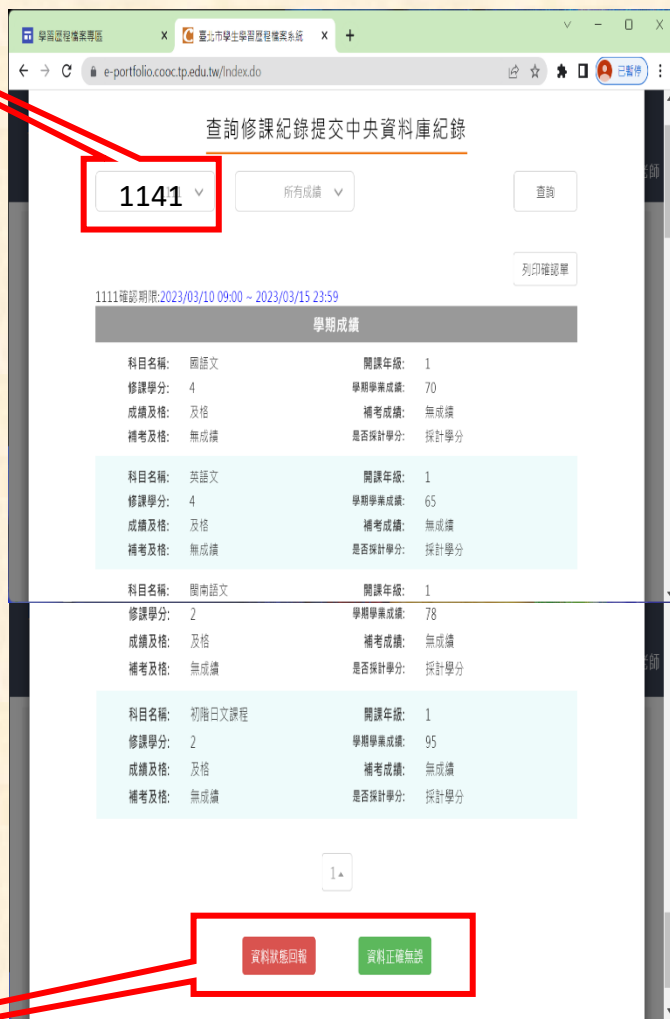 學習歷程檔案專區 × 臺北市學生學習歷程檔案系統 × +
e-portfolio.cooc.tp.edu.tw/Index.do 已暫停
查詢修課紀錄提交中央資料庫紀錄
老師
1141 所有成績 查詢
列印確認單
1111確認期限:2023/03/10 09:00 ~ 2023/03/15 23:59
學期成績
科目名稱: 國語文 開課年級: 1
修課學分: 4 學期學業成績: 70
成績及格: 及格 補考成績: 無成績
補考及格: 無成績 是否採計學分: 採計學分
科目名稱: 英語文 開課年級: 1
修課學分: 4 學期學業成績: 65
成績及格: 及格 補考成績: 無成績
補考及格: 無成績 是否採計學分: 採計學分
科目名稱: 閩南語文 開課年級: 1
修課學分: 2 學期學業成績: 78
成績及格: 及格 補考成績: 無成績
老師
補考及格: 無成績 是否採計學分: 採計學分
科目名稱: 初階日文課程 開課年級: 1
修課學分: 2 學期學業成績: 95
成績及格: 及格 補考成績: 無成績
補考及格: 無成績 是否採計學分: 採計學分
1
資料狀態回報 資料正確無誤